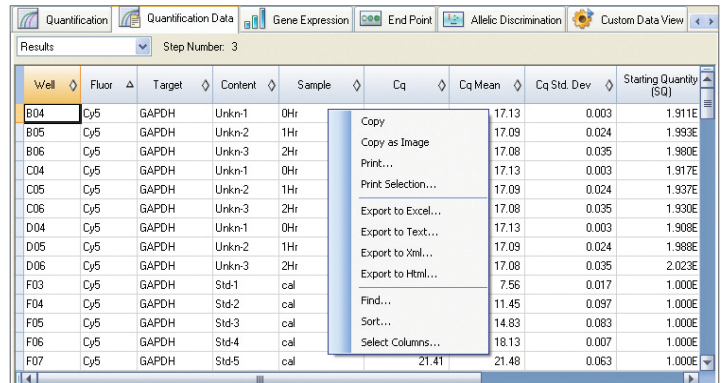 Quantification Quantification Data Gene Expression End Point Allelic Discrimination Custom Data View
Results Step Number: 3
Well Fluor Target Content Sample Cq Cq Mean Cq Std. Dev Starting Quantity
(SQ)
B04 Cy5 GAPDH Unkn-1 0Hr 17.13 0.003 1.911E
B05 Cy5 GAPDH Unkn-2 1Hr 17.09 0.024 1.993E
B06 Cy5 GAPDH Unkn-3 2Hr 17.08 0.035 1.980E
C04 Cy5 GAPDH Unkn-1 0Hr 17.13 0.003 1.917E
C05 Cy5 GAPDH Unkn-2 1Hr 17.09 0.024 1.937E
C06 Cy5 GAPDH Unkn-3 2Hr 17.08 0.035 1.930E
D04 Cy5 GAPDH Unkn-1 0Hr 17.13 0.003 1.908E
D05 Cy5 GAPDH Unkn-2 1Hr 17.09 0.024 1.988E
D06 Cy5 GAPDH Unkn-3 2Hr 17.08 0.035 2.023E
F03 Cy5 GAPDH Std-1 cal 7.56 0.017 1.000E
F04 Cy5 GAPDH Std-2 cal 11.45 0.097 1.000E
F05 Cy5 GAPDH Std-3 cal 14.83 0.083 1.000E
F06 Cy5 GAPDH Std-4 cal 18.13 0.007 1.000E
F07 Cy5 GAPDH Std-5 cal 21.41 21.48 0.063 1.000E
Copy
Copy as Image
Print...
Print Selection...
Export to Excel...
Export to Text...
Export to Xml...
Export to Html...
Find...
Sort...
Select Columns...